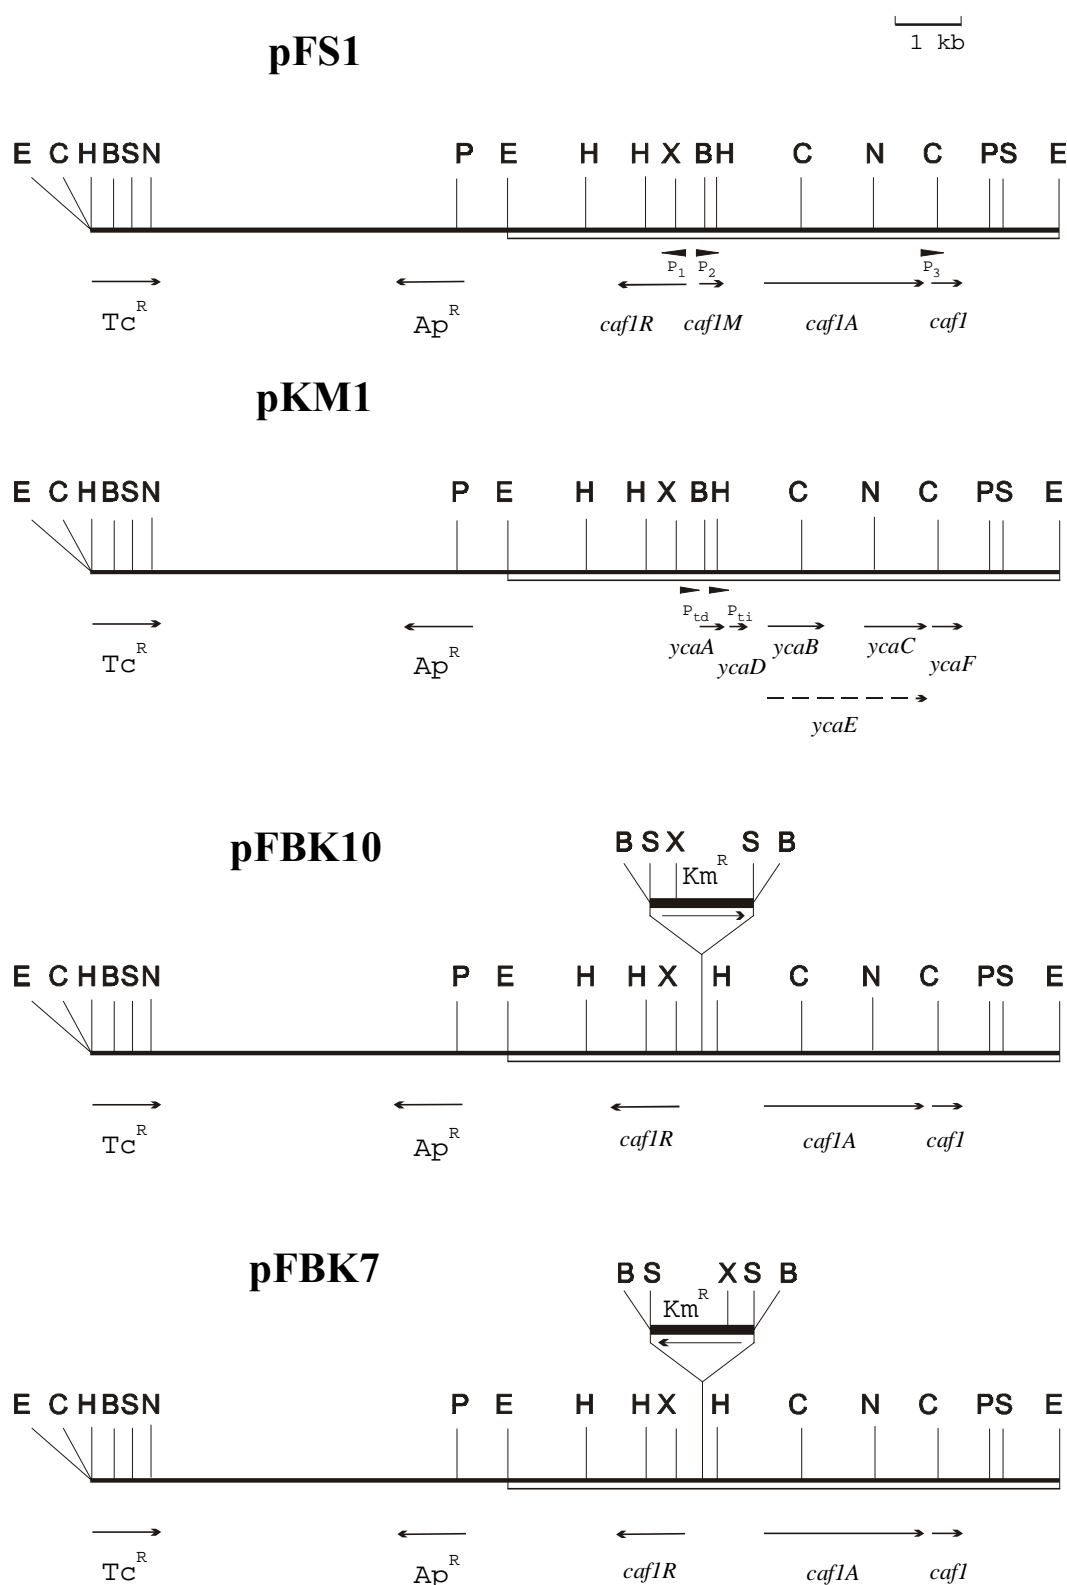 pFS1
1 kb
E C H B S N P E H H X B H C N C P S E
P1 P2 P3
TcR ApR caf1R caf1M caf1A caf1
pKM1
E C H B S N P E H H X B H C N C P S E
Ptd Pti
TcR ApR ycaA ycaD ycaB ycaC ycaF
ycaE
pFBK10
B S X S B
KmR
E C H B S N P E H H X H C N C P S E
TcR ApR caf1R caf1A caf1
pFBK7
B S X S B
KmR
E C H B S N P E H H X H C N C P S E
TcR ApR caf1R caf1A caf1